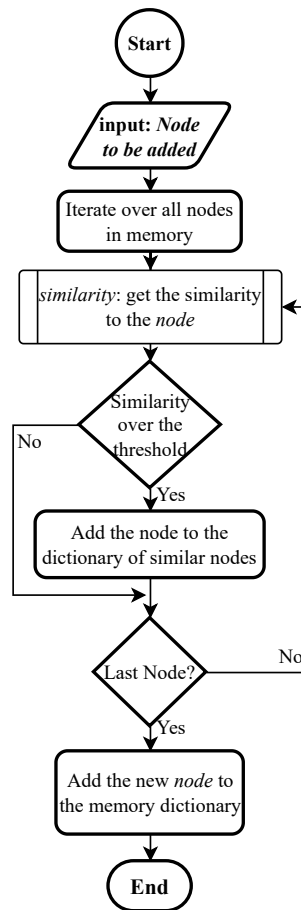 Start
input: Node
to be added
Iterate over all nodes
in memory
similarity: get the similarity
to the node
Similarity
over the
threshold
No
Yes
Add the node to the
dictionary of similar nodes
Last Node?
No
Yes
Add the new node to
the memory dictionary
End